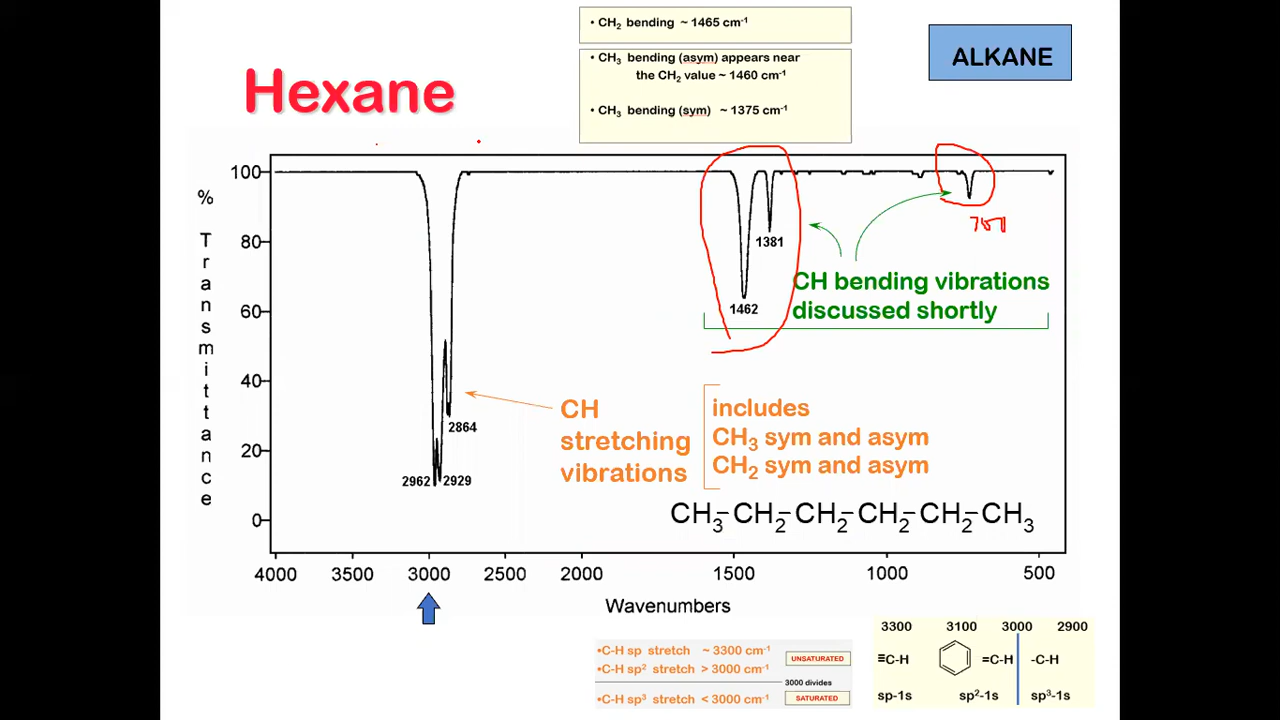 • CH₂ bending ~ 1465 cm⁻¹
• CH₃ bending (asym) appears near
the CH₂ value ~ 1460 cm⁻¹
• CH₃ bending (sym) ~ 1375 cm⁻¹
ALKANE
Hexane
% Transmittance
100
80
60
40
20
0
1381
1462
2864
2962
2929
CH bending vibrations
discussed shortly
CH
stretching
vibrations
includes
CH₃ sym and asym
CH₂ sym and asym
CH₃-CH₂-CH₂-CH₂-CH₂-CH₃
4000 3500 3000 2500 2000 1500 1000 500
Wavenumbers
•C-H sp stretch ~ 3300 cm⁻¹
•C-H sp² stretch > 3000 cm⁻¹
UNSATURATED
3000 divides
•C-H sp³ stretch < 3000 cm⁻¹
SATURATED
3300 3100 3000 2900
≡C-H =C-H -C-H
sp-1s sp²-1s sp³-1s